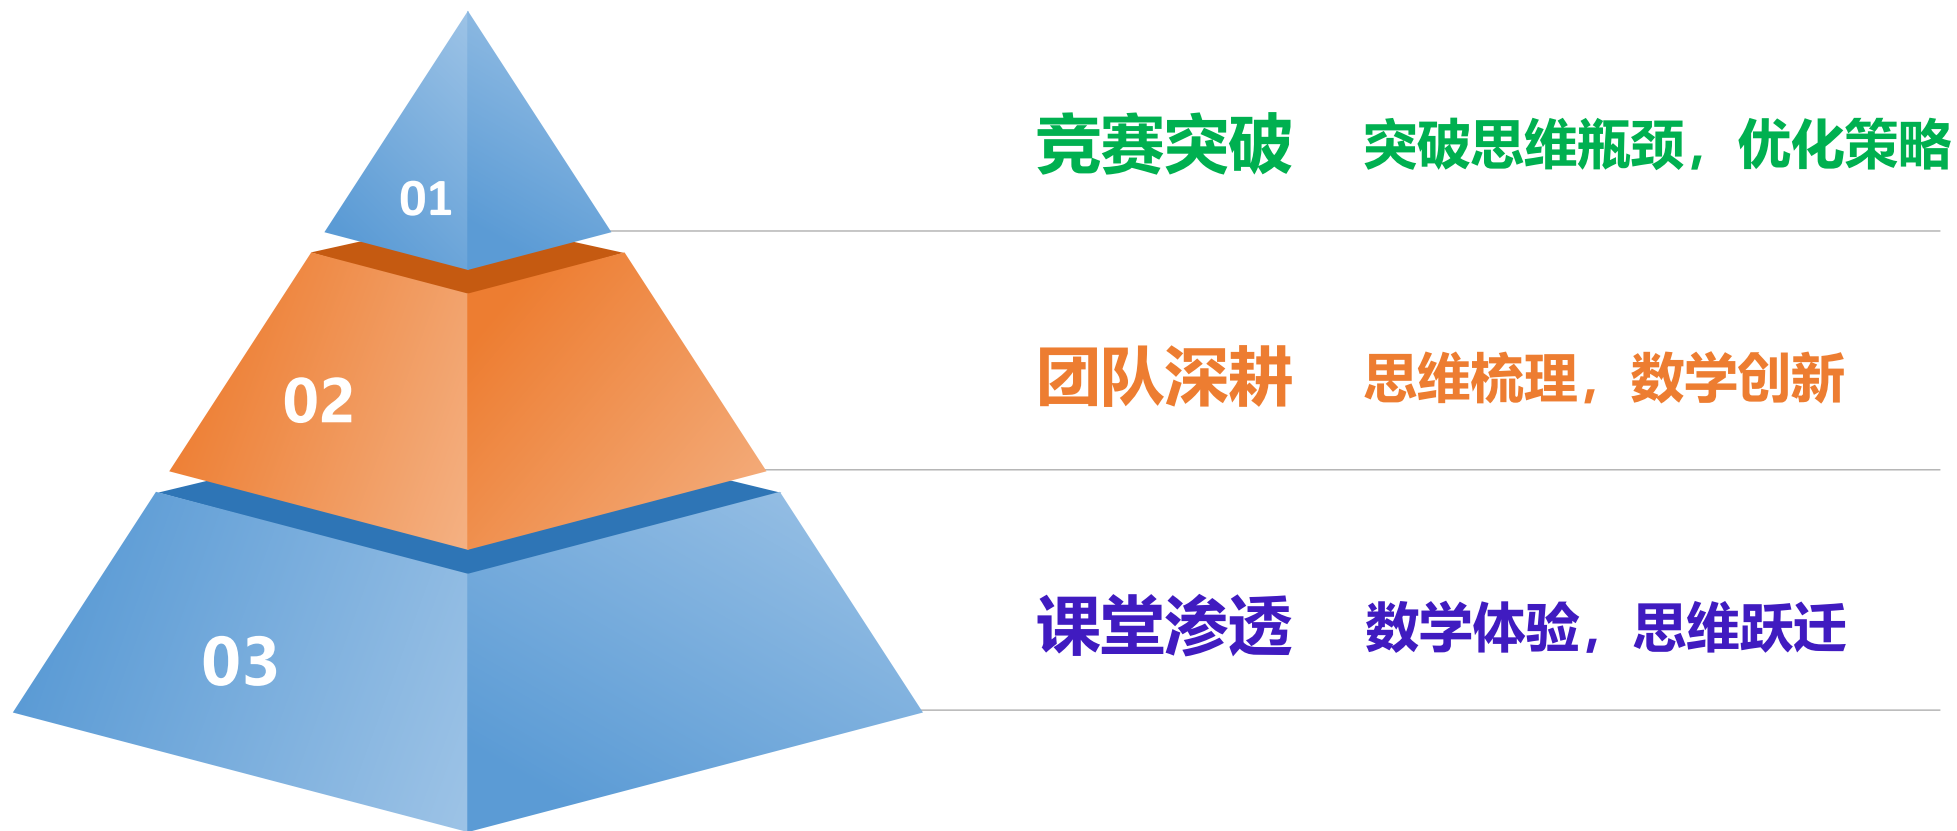 01
竞赛突破 突破思维瓶颈，优化策略
02
团队深耕 思维梳理，数学创新
03
课堂渗透 数学体验，思维跃迁